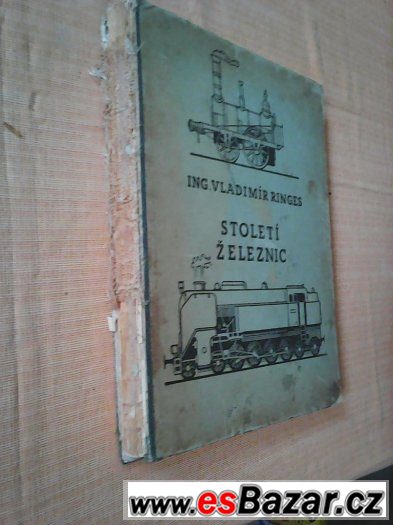 ING. VLADIMÍR RINGES
STOLETÍ
ŽELEZNIC
www.esBazar.cz